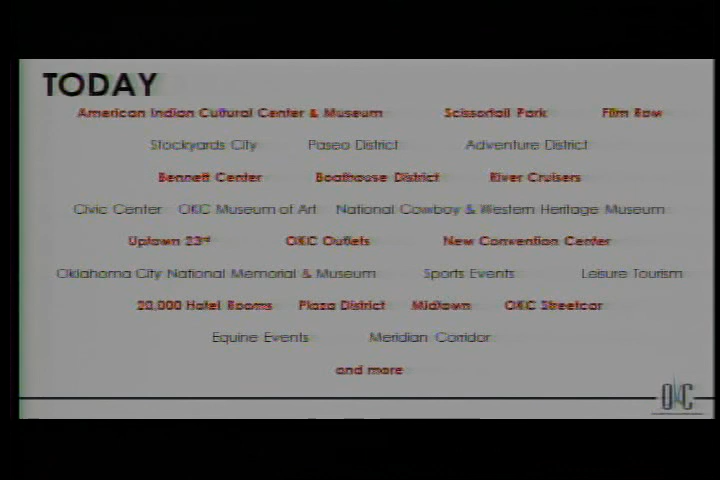 TODAY
American Indian Cultural Center & Museum Scissortail Park Film Row
Stockyards City Paseo District Adventure District
Bennett Center Boathouse District River Cruisers
Civic Center OKC Museum of Art National Cowboy & Western Heritage Museum
Uptown 23rd OKC Outlets New Convention Center
Oklahoma City National Memorial & Museum Sports Events Leisure Tourism
20,000 Hotel Rooms Plaza District Midtown OKC Streetcar
Equine Events Meridian Corridor
and more
OKC